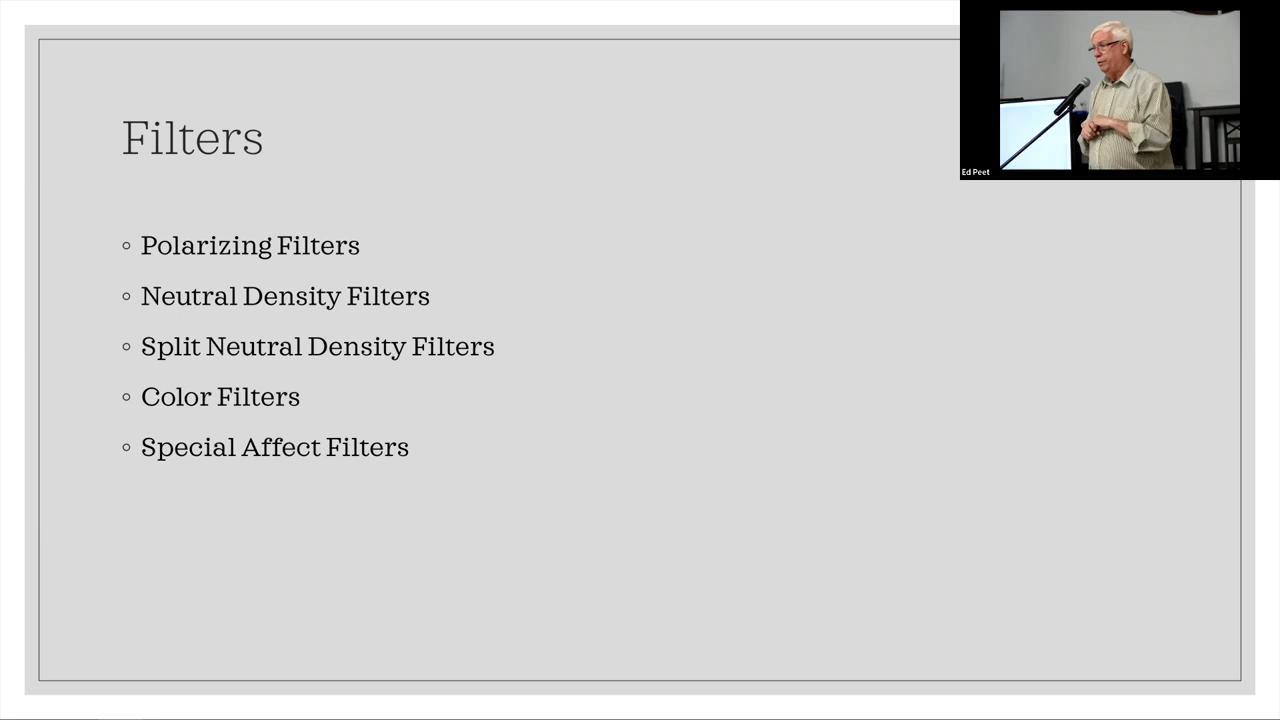 Filters
Ed Peet
Polarizing Filters
Neutral Density Filters
Split Neutral Density Filters
Color Filters
Special Affect Filters